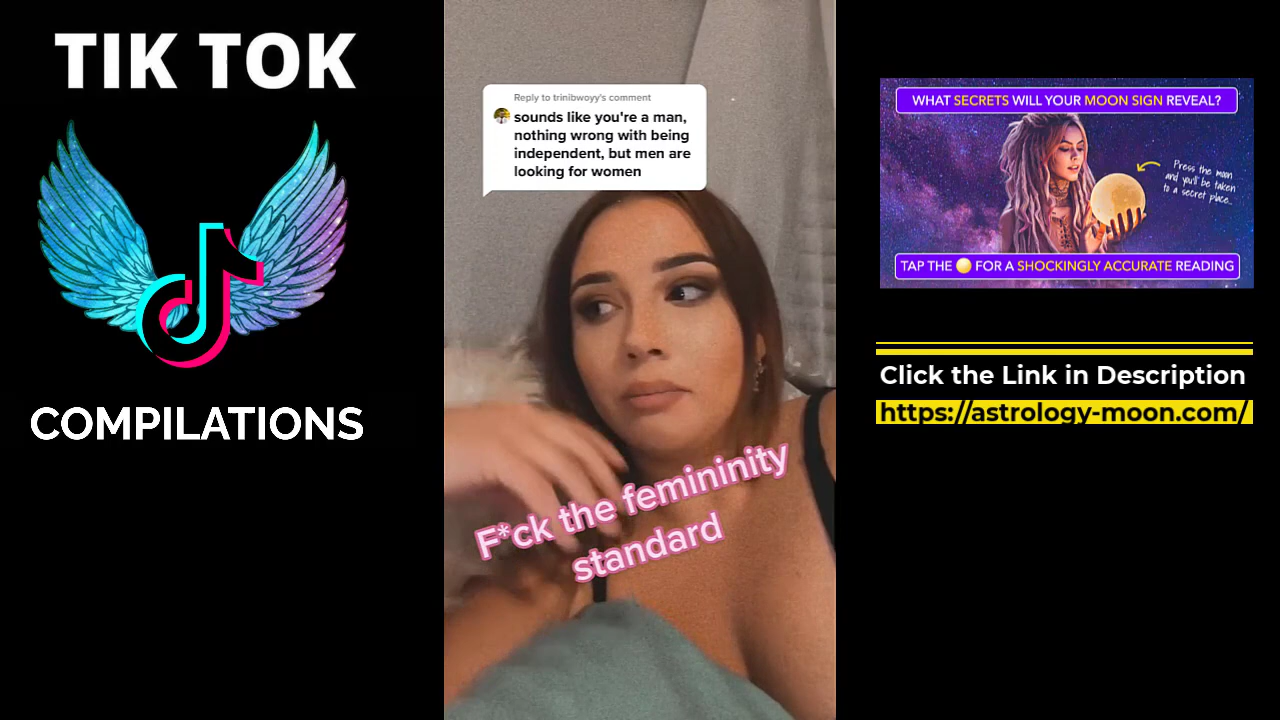 TIK TOK
COMPILATIONS
Reply to trinibwoyy's comment
sounds like you're a man,
nothing wrong with being
independent, but men are
looking for women
F*ck the femininity
standard
WHAT SECRETS WILL YOUR MOON SIGN REVEAL?
Press the moon
and you'll be taken
to a secret place...
TAP THE 🌕 FOR A SHOCKINGLY ACCURATE READING
Click the Link in Description
https://astrology-moon.com/